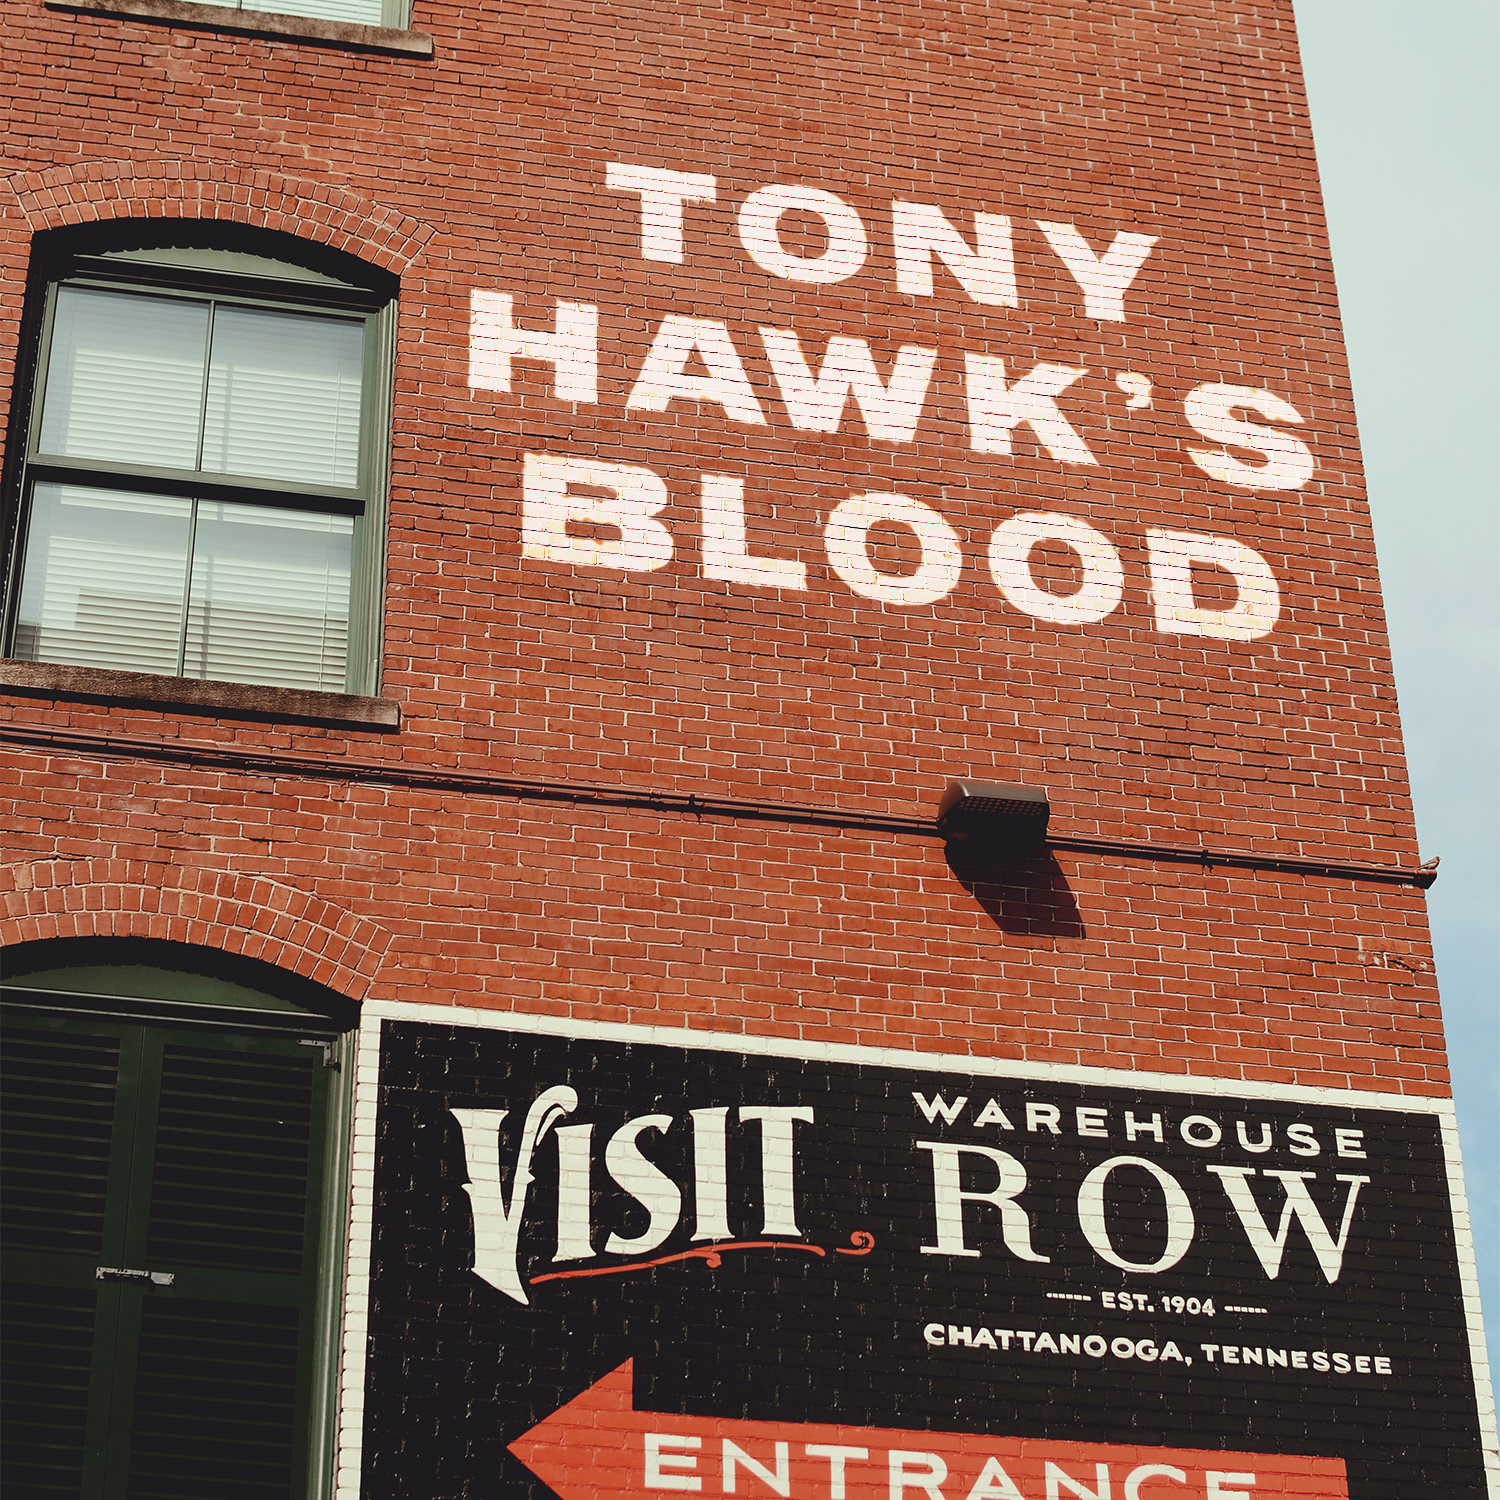 TONY
HAWK'S
BLOOD
VISIT
WAREHOUSE
ROW
EST. 1904
CHATTANOOGA, TENNESSEE
ENTRANCE